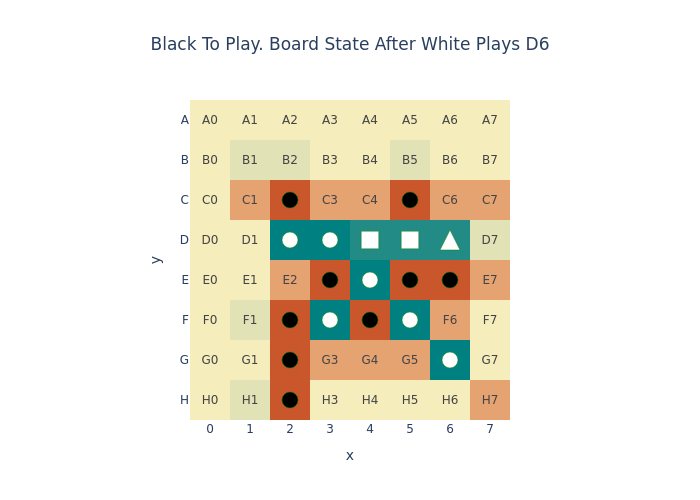 Black To Play. Board State After White Plays D6
A A0 A1 A2 A3 A4 A5 A6 A7
B B0 B1 B2 B3 B4 B5 B6 B7
C C0 C1 C3 C4 C6 C7
D D0 D1 D7
y
E E0 E1 E2 E7
F F0 F1 F6 F7
G G0 G1 G3 G4 G5 G7
H H0 H1 H3 H4 H5 H6 H7
0 1 2 3 4 5 6 7
x